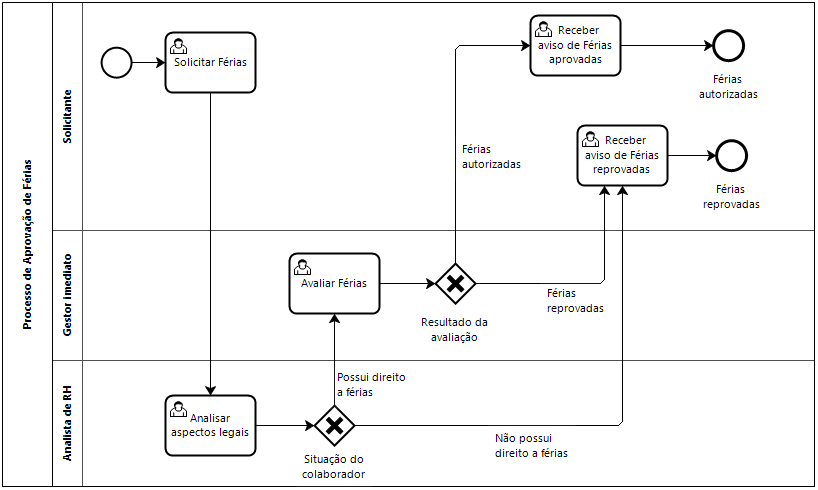 Processo de Aprovação de Férias
Solicitante
Solicitar Férias
Receber
aviso de Férias
aprovadas
Férias
autorizadas
Férias
autorizadas
Receber
aviso de Férias
reprovadas
Férias
reprovadas
Gestor imediato
Avaliar Férias
Resultado da
avaliação
Férias
reprovadas
Analista de RH
Analisar
aspectos legais
Possui direito
a férias
Situação do
colaborador
Não possui
direito a férias